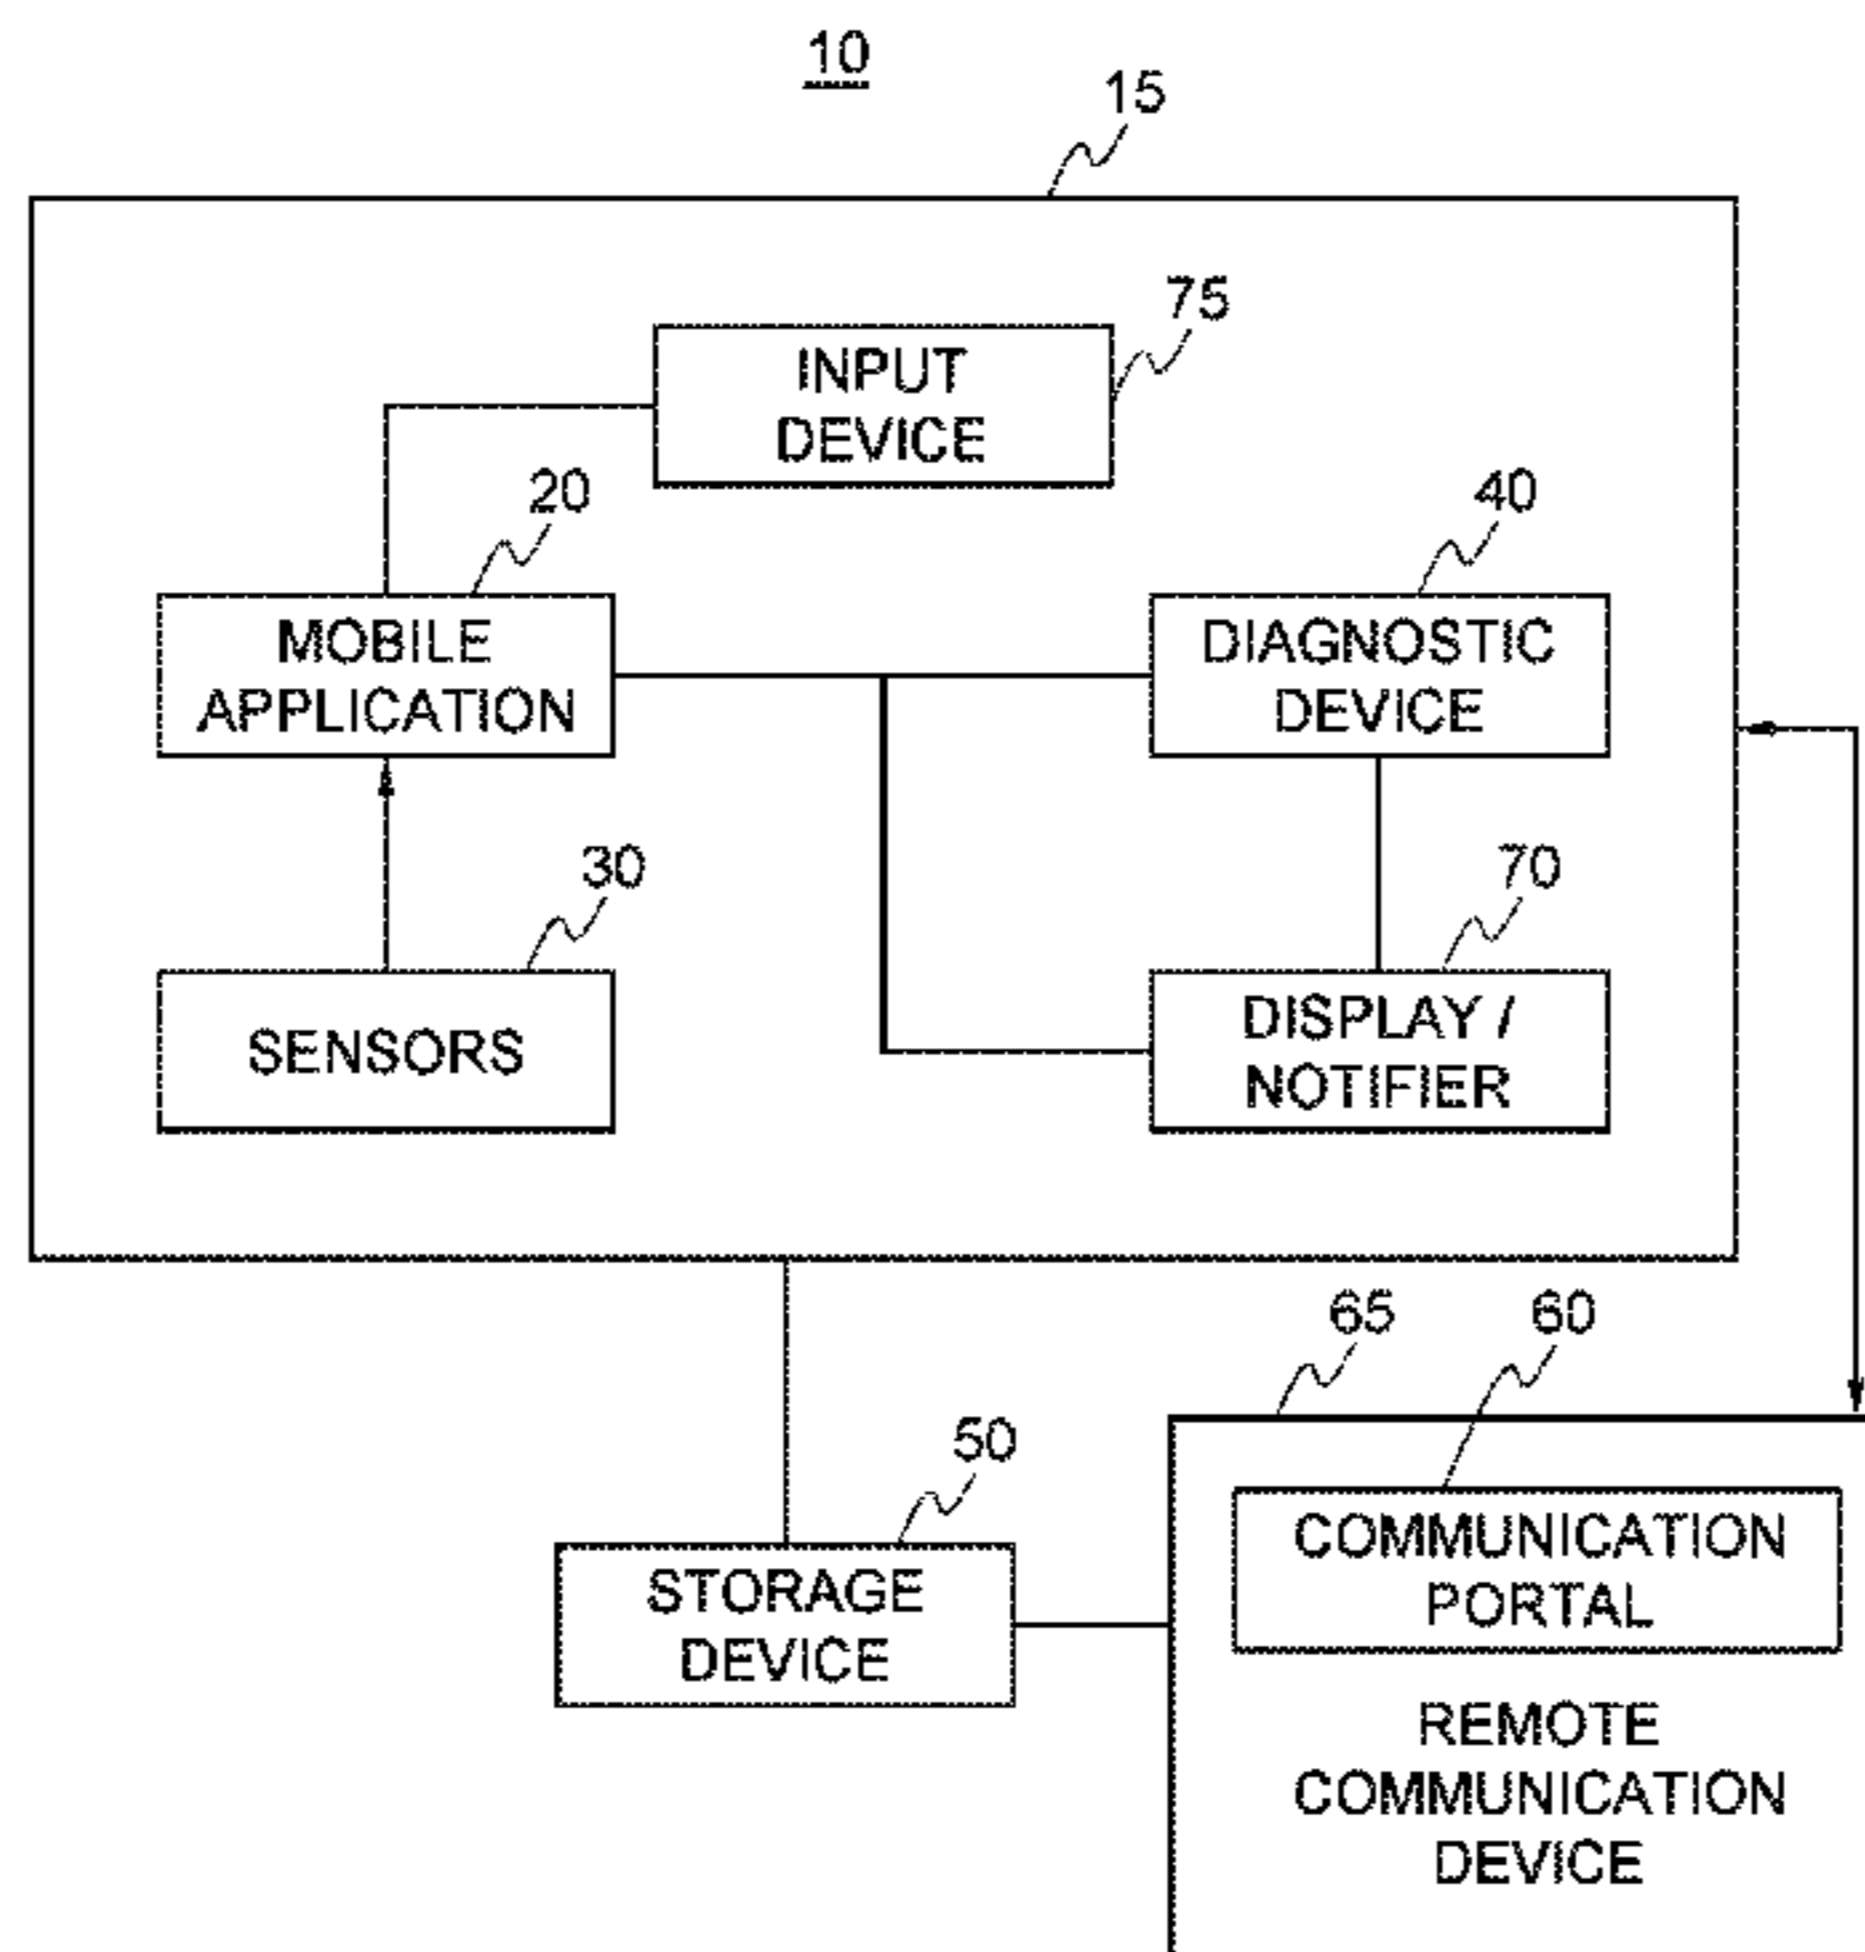 10
15
75
INPUT
DEVICE
20
40
MOBILE
APPLICATION
DIAGNOSTIC
DEVICE
30
70
SENSORS
DISPLAY /
NOTIFIER
65
60
50
COMMUNICATION
PORTAL
STORAGE
DEVICE
REMOTE
COMMUNICATION
DEVICE